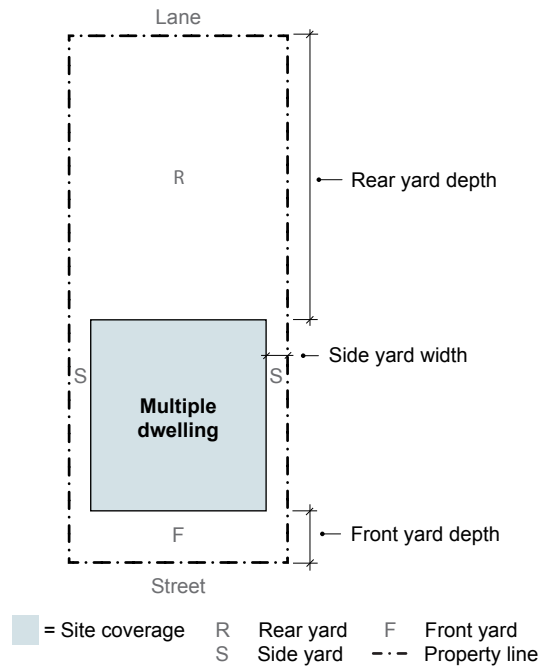 Lane
R
Rear yard depth
Side yard width
S
S
Multiple
dwelling
F
Front yard depth
Street
= Site coverage R Rear yard F Front yard
S Side yard Property line